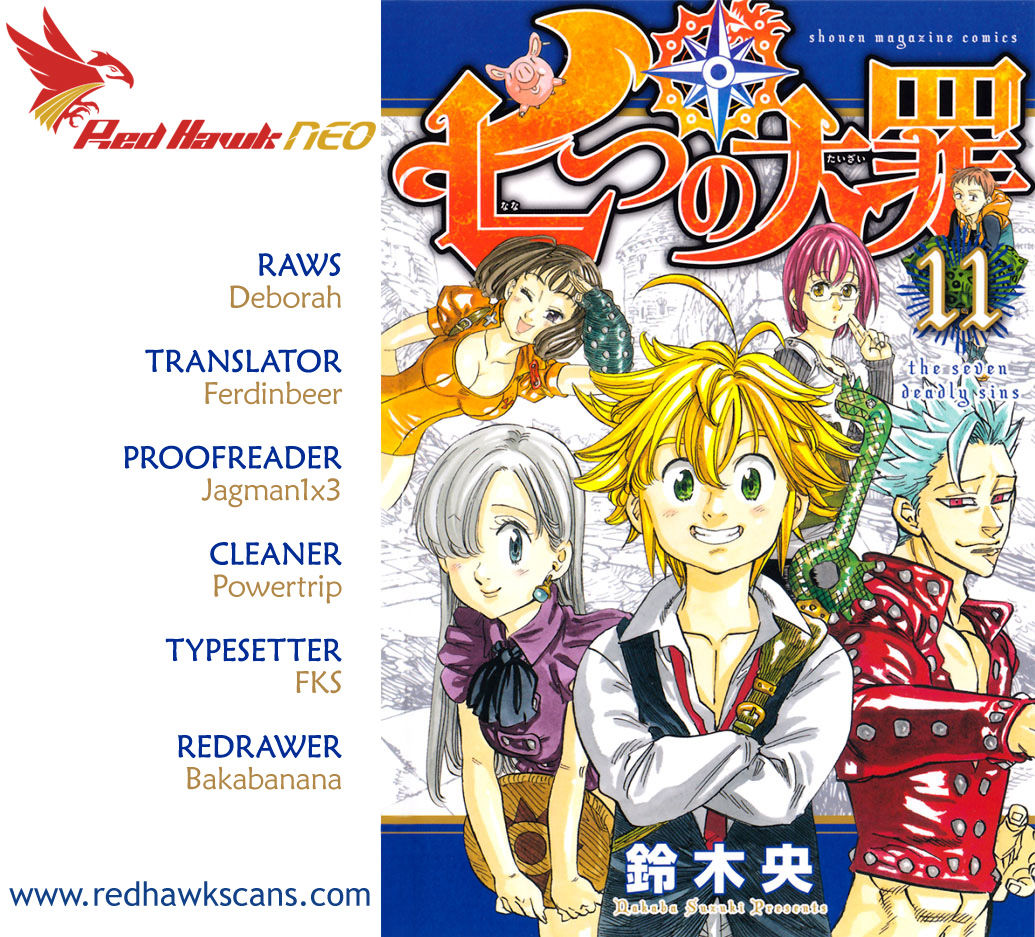 Red Hawk NEO
RAWS
Deborah
TRANSLATOR
Ferdinbeer
PROOFREADER
Jagman1x3
CLEANER
Powertrip
TYPESETTER
FKS
REDRAWER
Bakabanana
www.redhawkscans.com
shonen magazine comics
七つの大罪
なな
たいざい
11
the seven
deadly sins
鈴木央
Nakaba Suzuki Presents